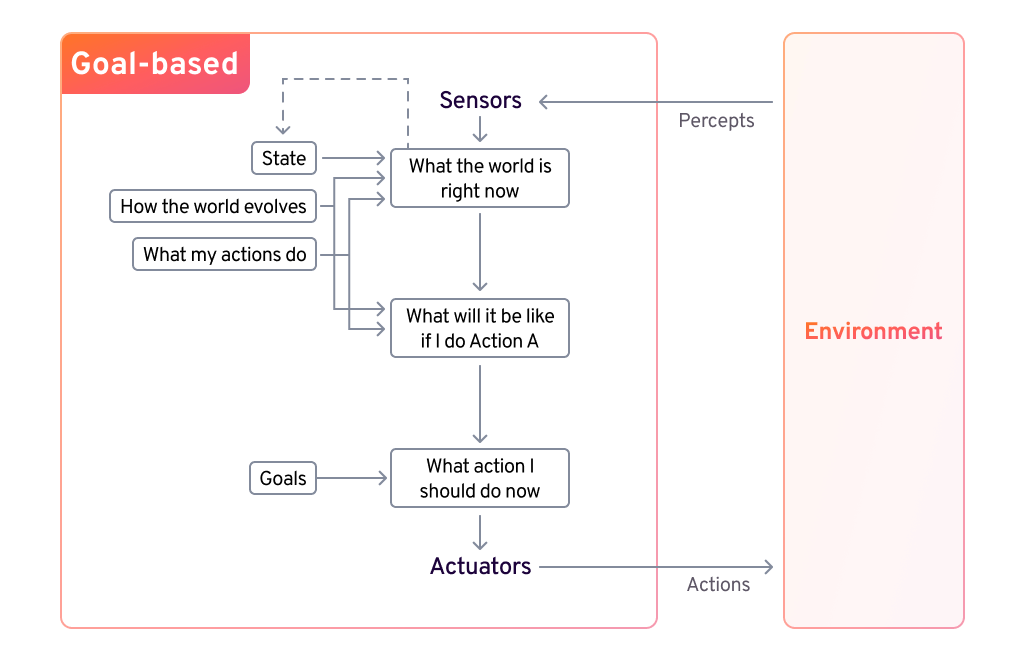 Goal-based
Sensors
Percepts
State
What the world is
right now
How the world evolves
What my actions do
What will it be like
if I do Action A
Environment
Goals
What action I
should do now
Actuators
Actions